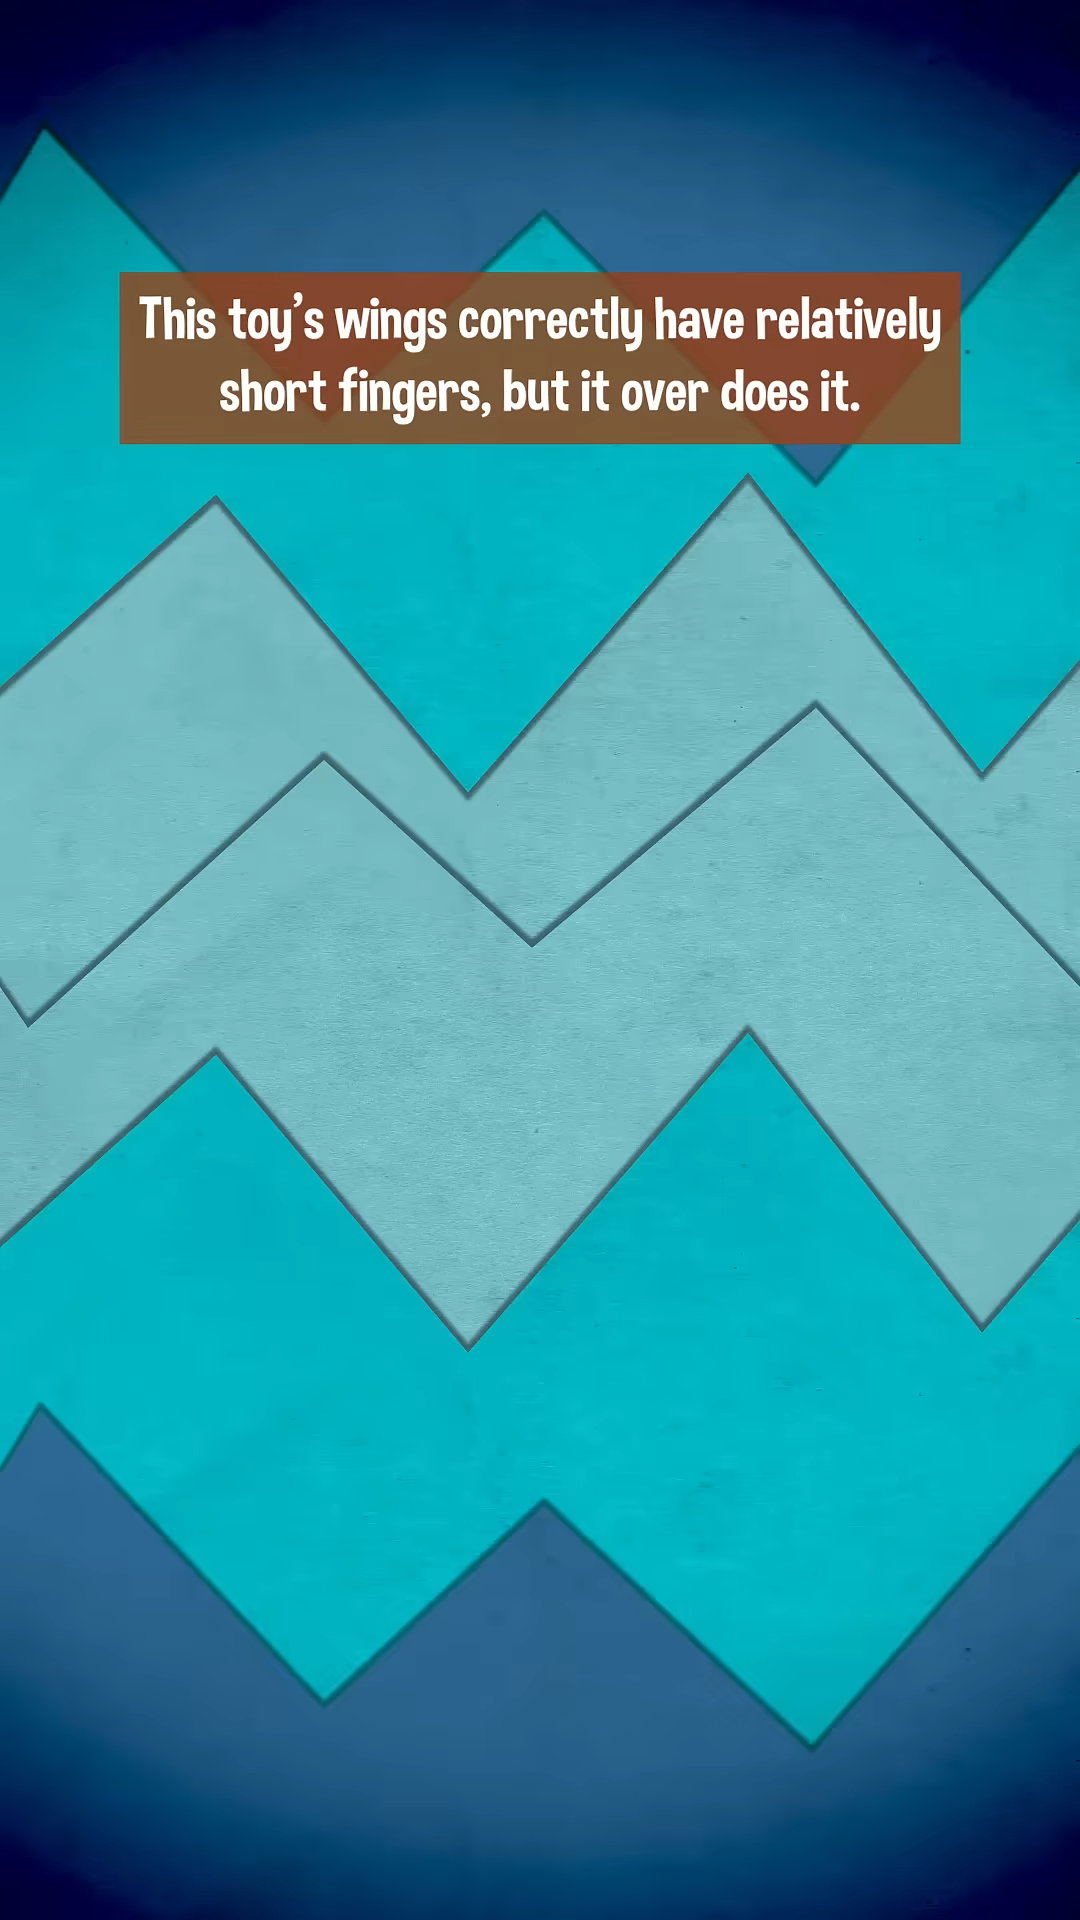 This toy's wings correctly have relatively
short fingers, but it over does it.